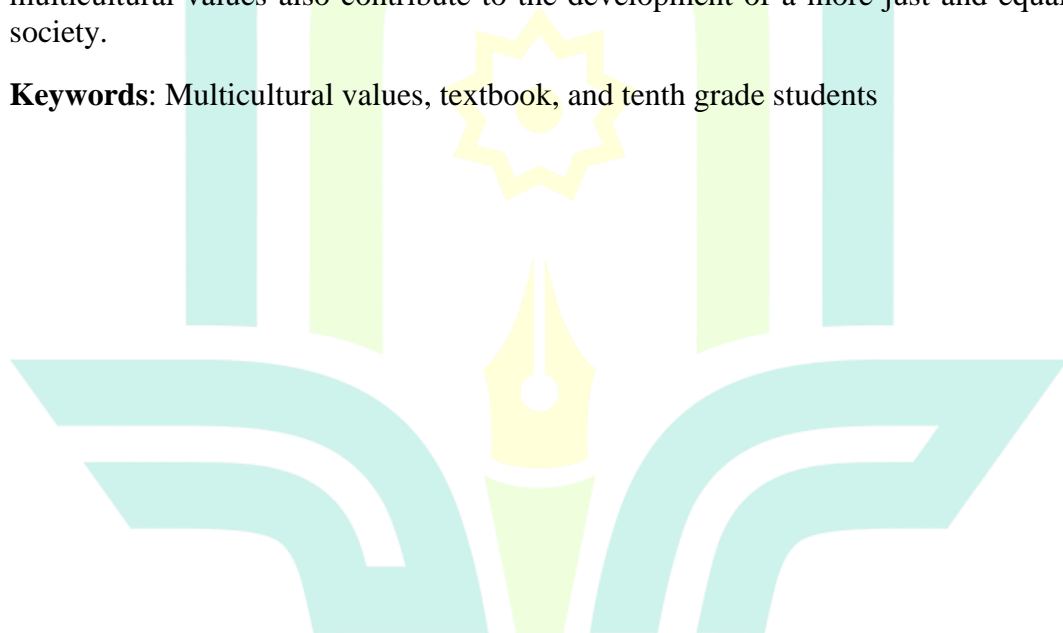 multicultural values also contribute to the development of a more just and equal
society.
Keywords: Multicultural values, textbook, and tenth grade students